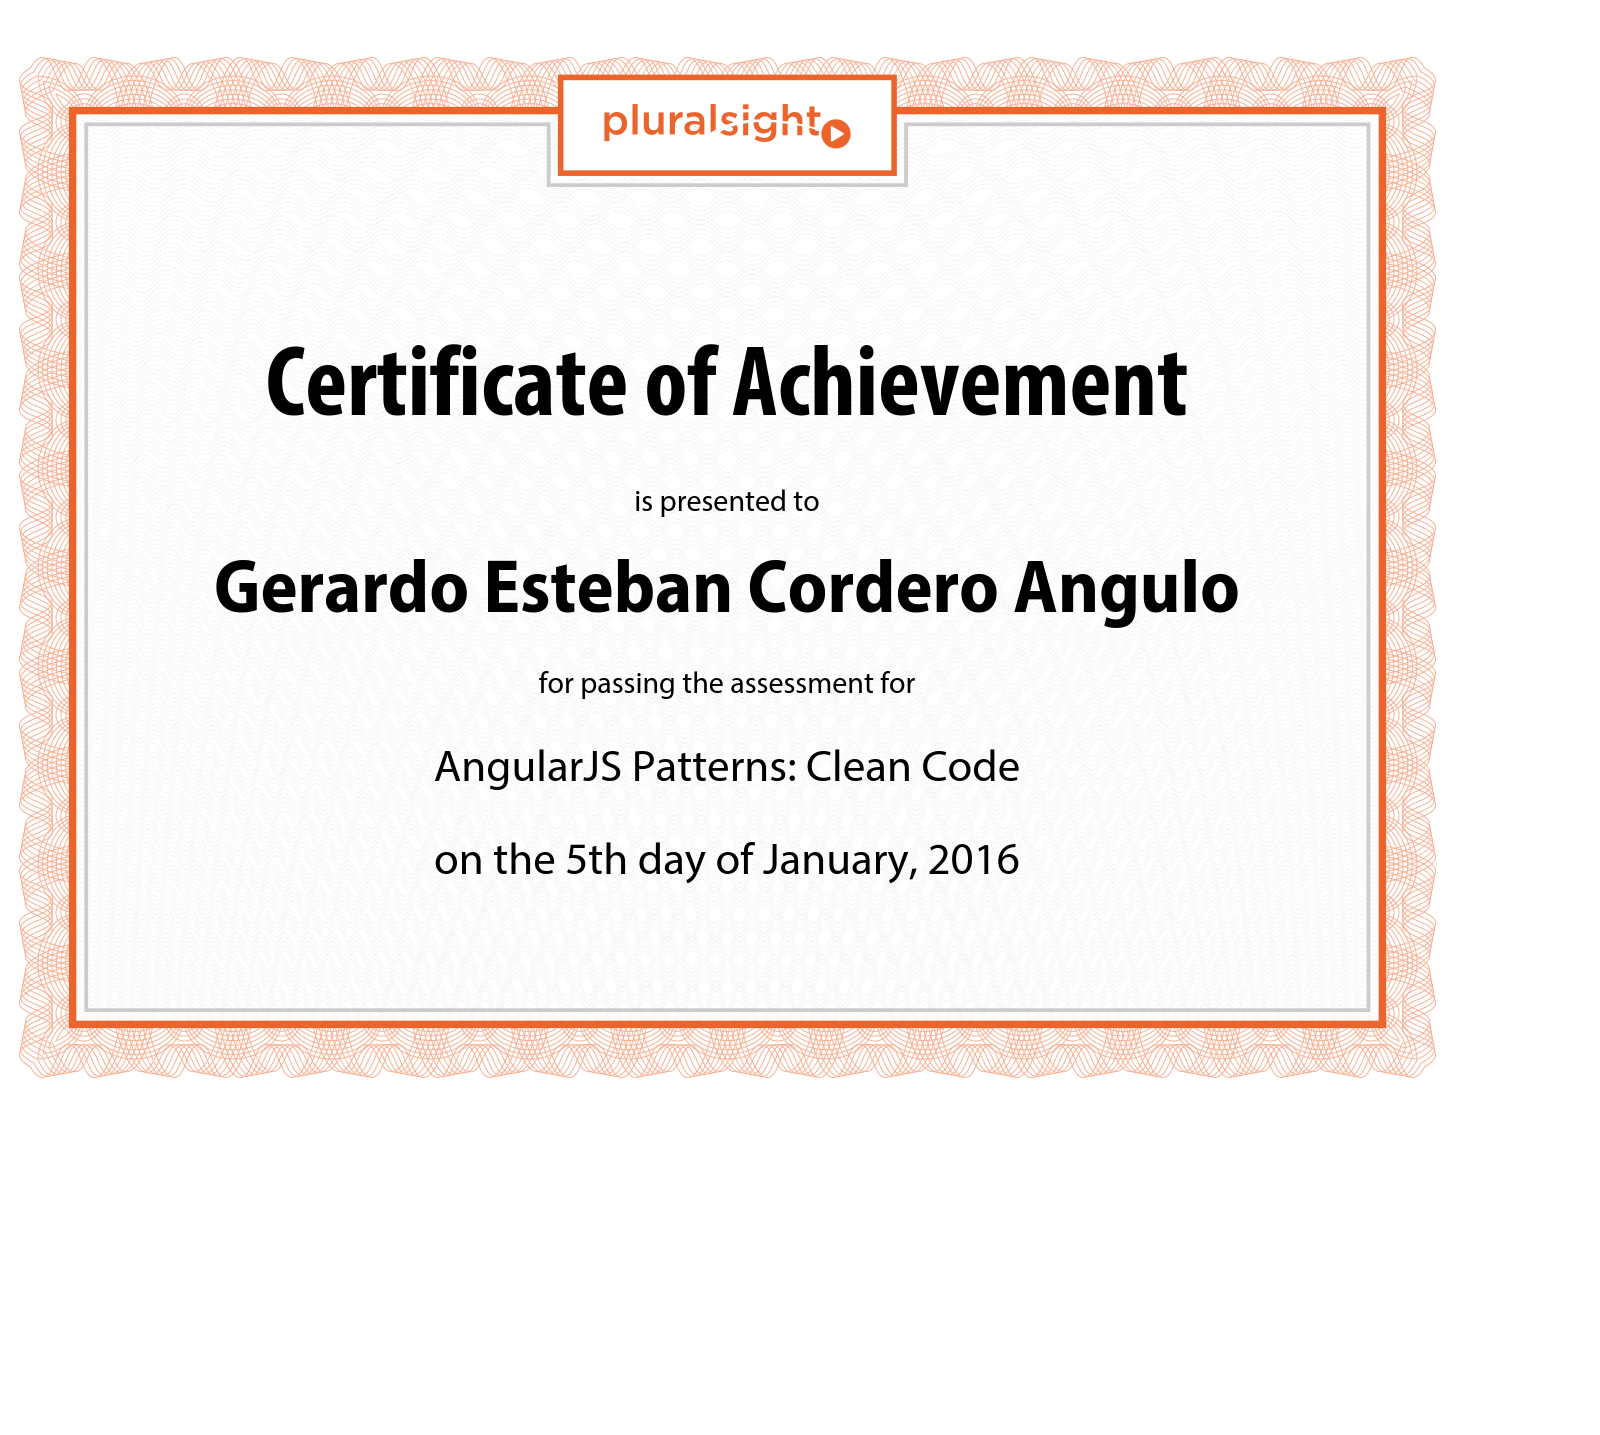 pluralsight
Certificate of Achievement
is presented to
Gerardo Esteban Cordero Angulo
for passing the assessment for
AngularJS Patterns: Clean Code
on the 5th day of January, 2016